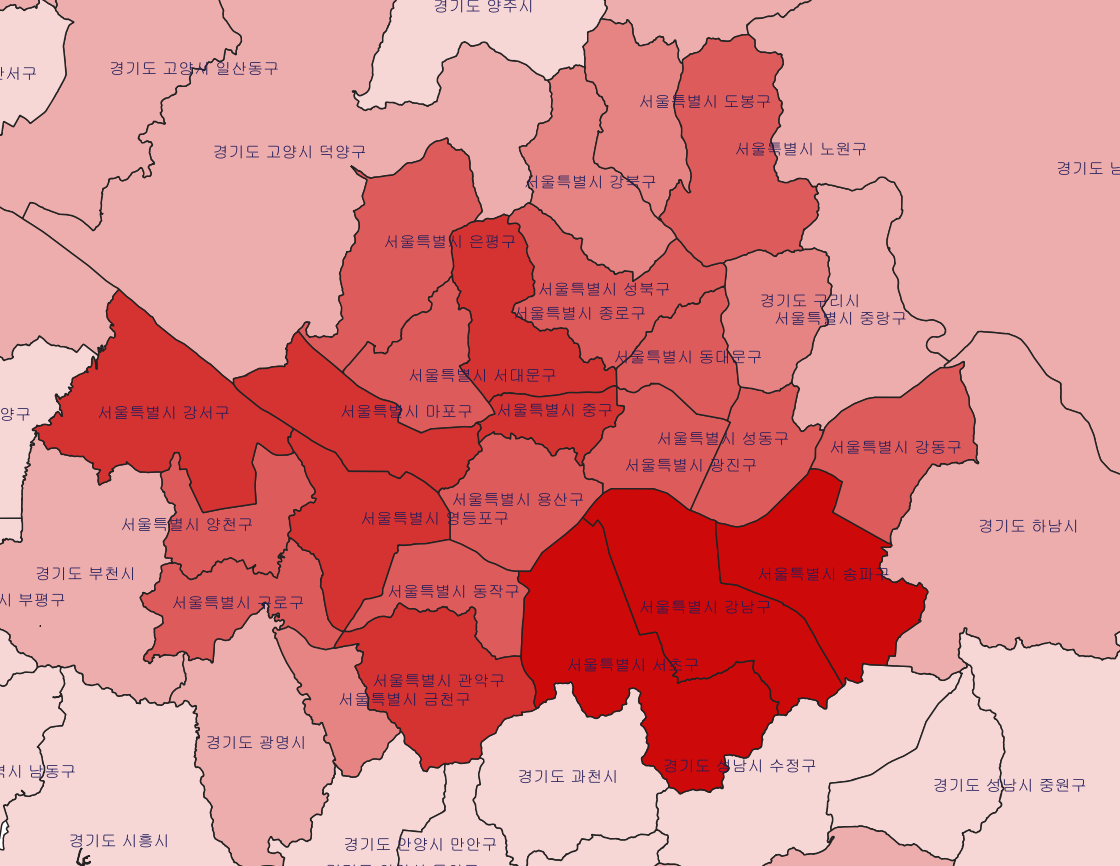 경기도 양주시
경기도 고양시 일산동구
산서구
서울특별시 도봉구
서울특별시 노원구
경기도 고양시 덕양구
경기도 남
서울특별시 강북구
서울특별시 은평구
서울특별시 성북구
경기도 구리시
서울특별시 종로구
서울특별시 중랑구
서울특별시 동대문구
서울특별시 서대문구
양구
서울특별시 강서구
서울특별시 마포구
서울특별시 중구
서울특별시 성동구
서울특별시 강동구
서울특별시 광진구
서울특별시 용산구
서울특별시 영등포구
서울특별시 양천구
경기도 하남시
경기도 부천시
서울특별시 송파구
서울특별시 동작구
시 부평구
서울특별시 구로구
서울특별시 강남구
서울특별시 서초구
서울특별시 관악구
서울특별시 금천구
경기도 광명시
경기도 성남시 수정구
역시 남동구
경기도 과천시
경기도 성남시 중원구
경기도 시흥시
경기도 안양시 만안구